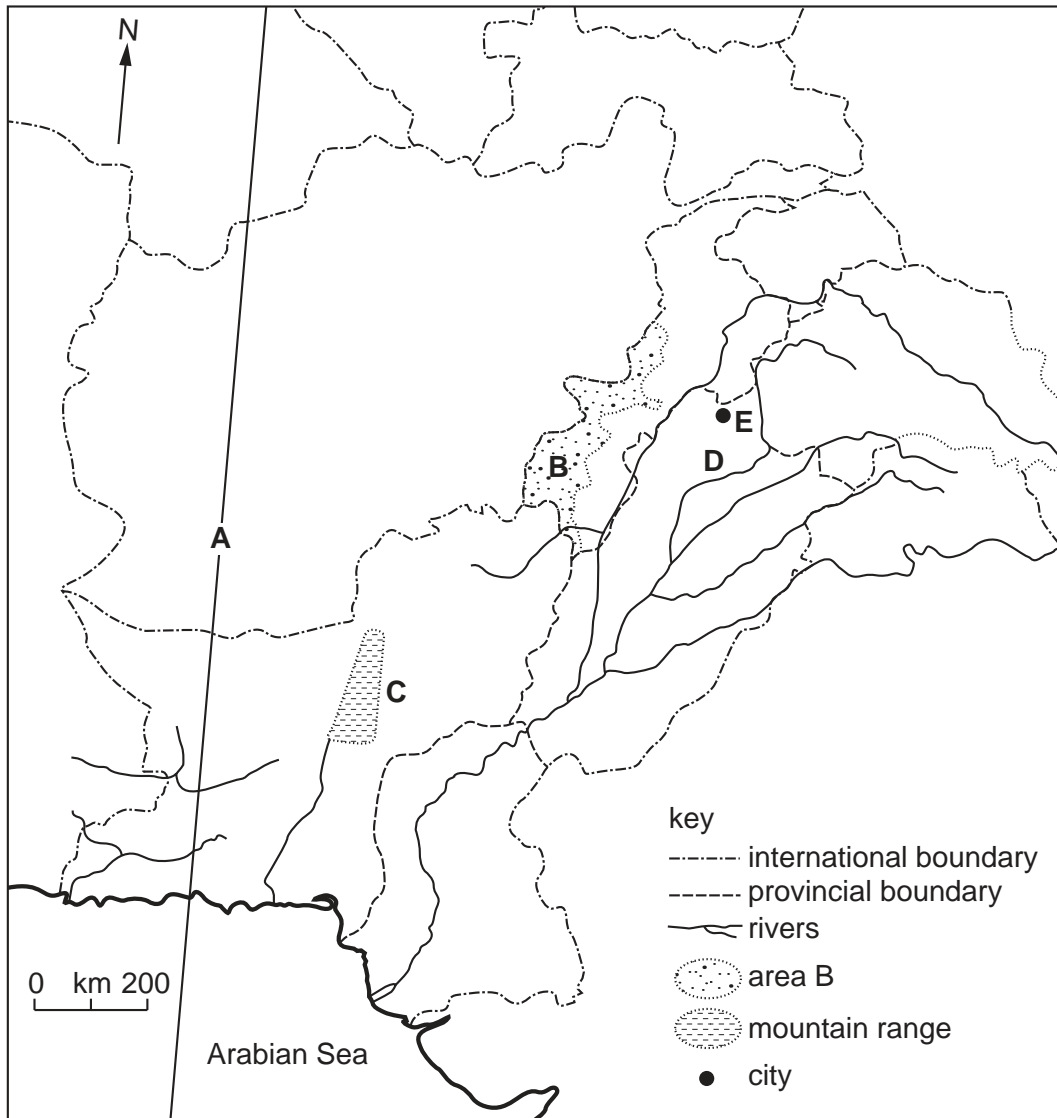 N
A
B
C
D
E
key
international boundary
provincial boundary
rivers
area B
mountain range
city
0 km 200
Arabian Sea